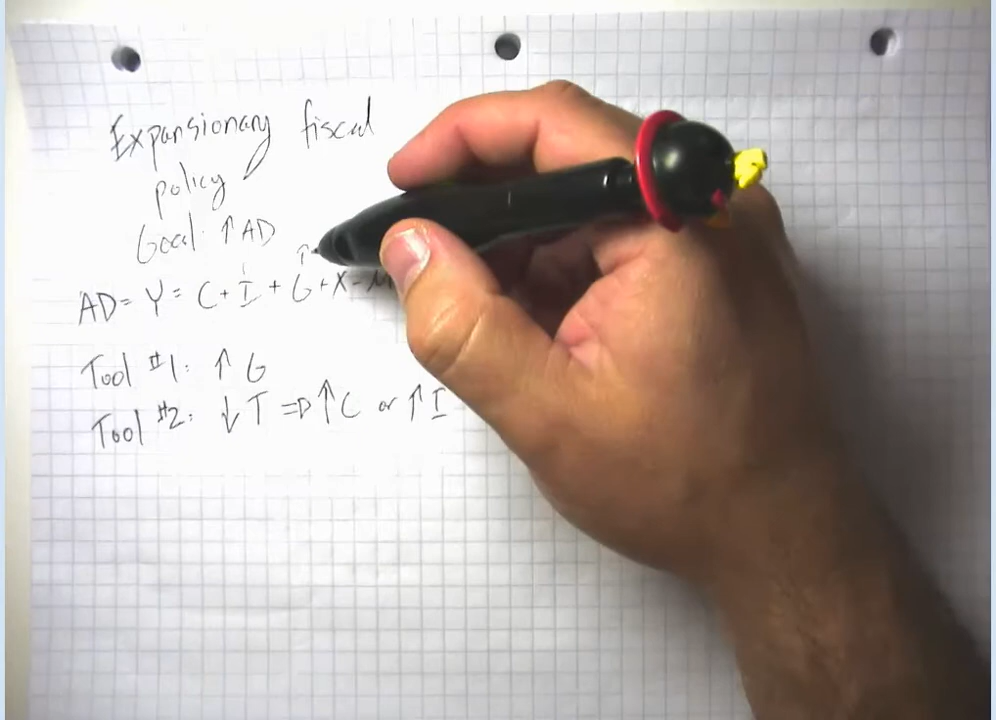 Expansionary fiscal
policy
Goal: ↑ AD
AD = Y = C + I + G + X - M
Tool #1: ↑ G
Tool #2: ↓ T ⇒ ↑ C or ↑ I